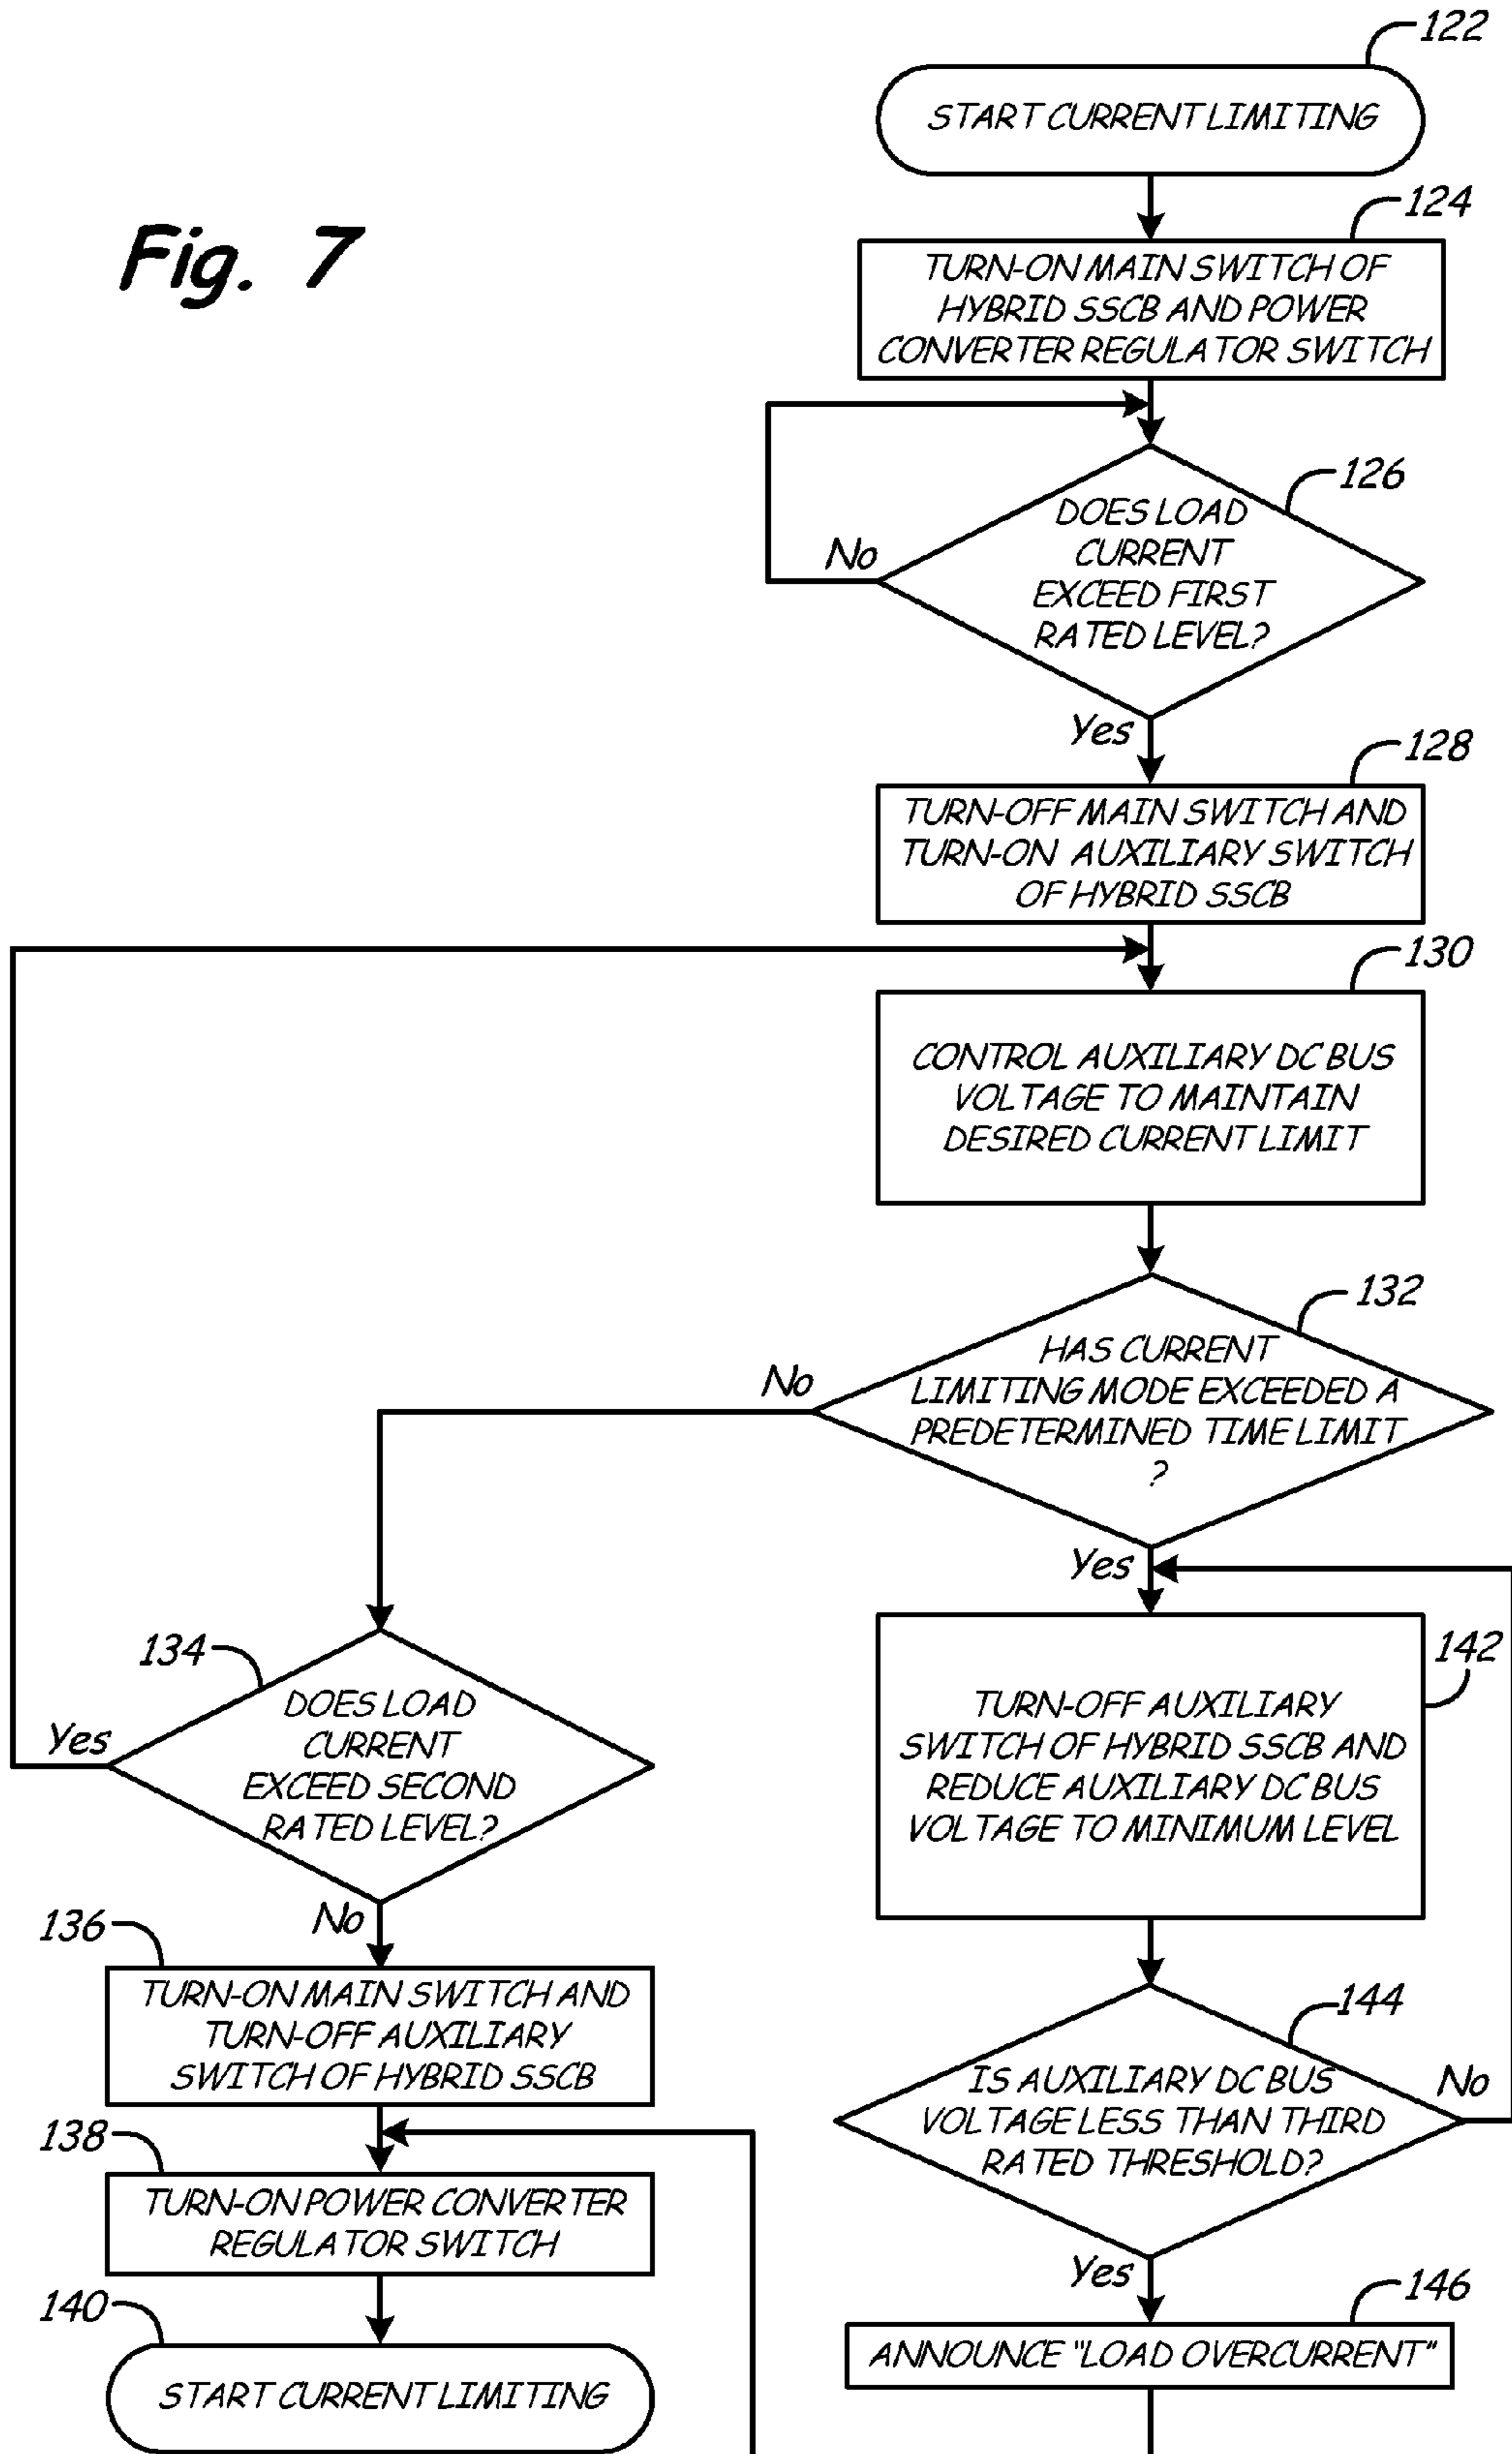 Fig. 7
122
START CURRENT LIMITING
124
TURN-ON MAIN SWITCH OF
HYBRID SSCB AND POWER
CONVERTER REGULATOR SWITCH
126
DOES LOAD
CURRENT
EXCEED FIRST
RATED LEVEL?
No
Yes
128
TURN-OFF MAIN SWITCH AND
TURN-ON AUXILIARY SWITCH
OF HYBRID SSCB
130
CONTROL AUXILIARY DC BUS
VOLTAGE TO MAINTAIN
DESIRED CURRENT LIMIT
132
HAS CURRENT
LIMITING MODE EXCEEDED A
PREDETERMINED TIME LIMIT
?
No
Yes
134
DOES LOAD
CURRENT
EXCEED SECOND
RATED LEVEL?
Yes
No
136
TURN-ON MAIN SWITCH AND
TURN-OFF AUXILIARY
SWITCH OF HYBRID SSCB
138
TURN-ON POWER CONVERTER
REGULATOR SWITCH
140
START CURRENT LIMITING
142
TURN-OFF AUXILIARY
SWITCH OF HYBRID SSCB AND
REDUCE AUXILIARY DC BUS
VOLTAGE TO MINIMUM LEVEL
144
IS AUXILIARY DC BUS
VOLTAGE LESS THAN THIRD
RATED THRESHOLD?
No
Yes
146
ANNOUNCE "LOAD OVERCURRENT"